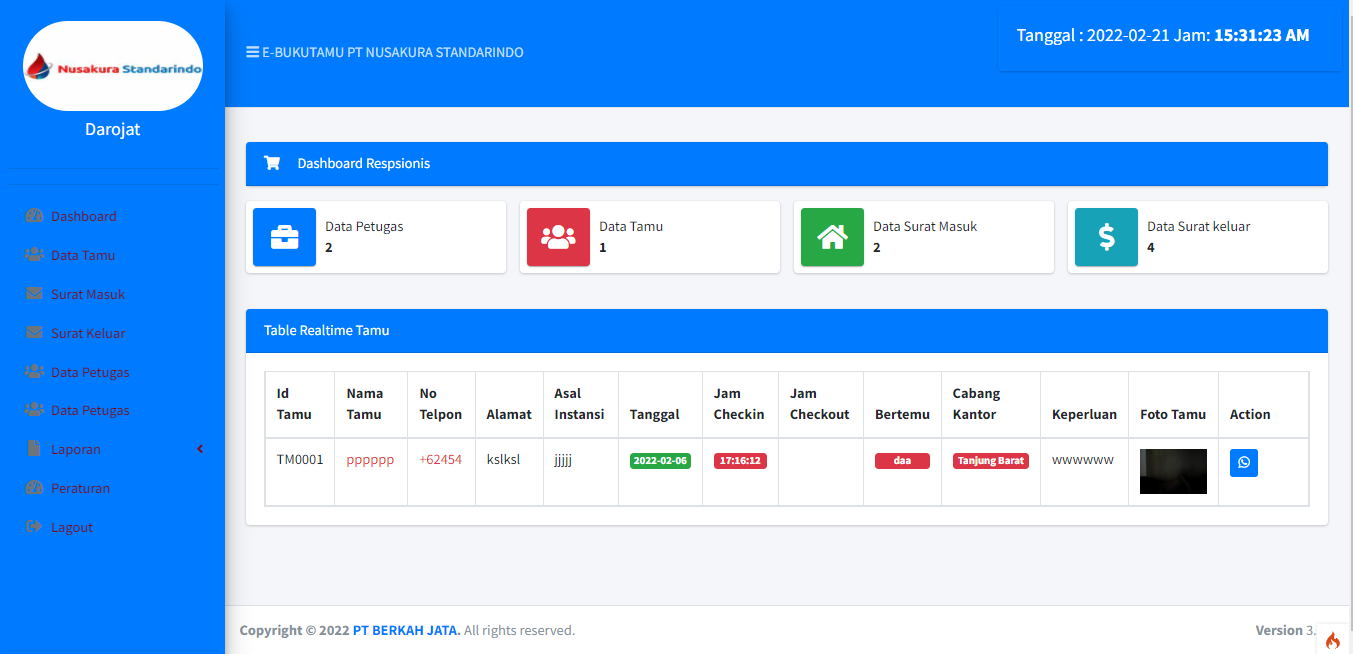 Nusakura Standarindo
Darojat
Dashboard
Data Tamu
Surat Masuk
Surat Keluar
Data Petugas
Data Petugas
Laporan
Peraturan
Lagout
E-BUKUTAMU PT NUSAKURA STANDARINDO
Tanggal : 2022-02-21 Jam: 15:31:23 AM
Dashboard Respsionis
Data Petugas
2
Data Tamu
1
Data Surat Masuk
2
Data Surat keluar
4
Table Realtime Tamu
Id Tamu
Nama Tamu
No Telpon
Alamat
Asal Instansi
Tanggal
Jam Checkin
Jam Checkout
Bertemu
Cabang Kantor
Keperluan
Foto Tamu
Action
TM0001
pppppp
+62454
kslksl
jjjjj
2022-02-06
17:16:12
daa
Tanjung Barat
wwwwww
Copyright © 2022 PT BERKAH JATA. All rights reserved.
Version 3.